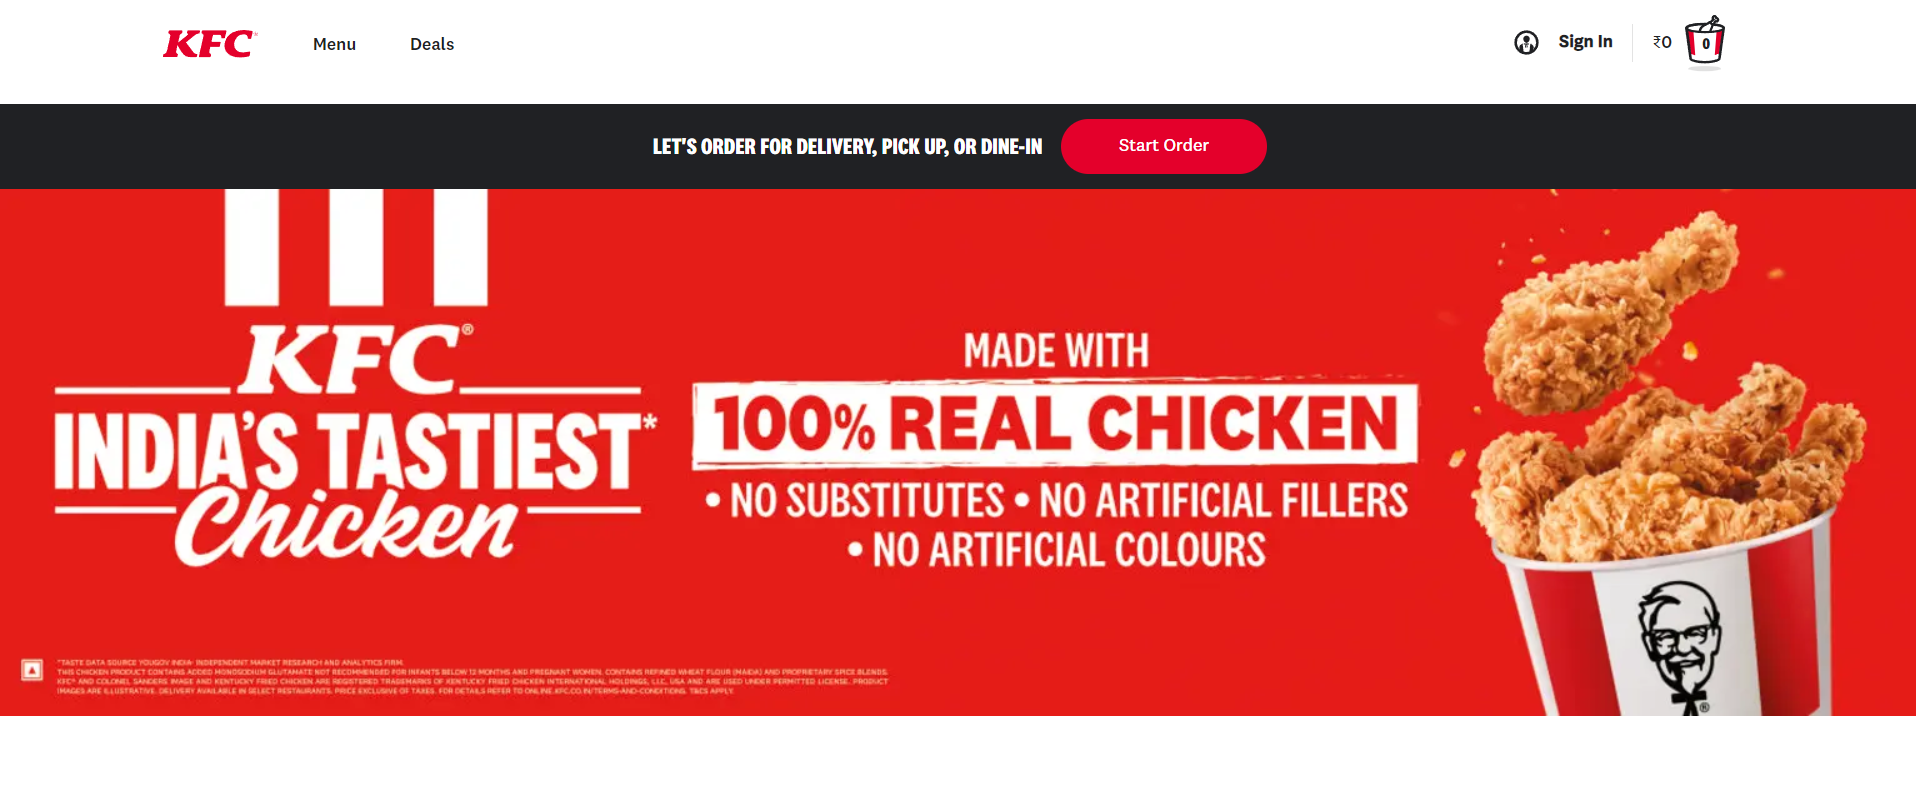 KFC
Menu
Deals
Sign In
₹0
0
LET'S ORDER FOR DELIVERY, PICK UP, OR DINE-IN
Start Order
KFC®
INDIA'S TASTIEST*
Chicken
MADE WITH
100% REAL CHICKEN
• NO SUBSTITUTES • NO ARTIFICIAL FILLERS
• NO ARTIFICIAL COLOURS
*TASTE DATA SOURCE YOUGOV INDIA- INDEPENDENT MARKET RESEARCH AND ANALYTICS FIRM.
THIS CHICKEN PRODUCT CONTAINS ADDED MONOSODIUM GLUTAMATE NOT RECOMMENDED FOR INFANTS BELOW 12 MONTHS AND PREGNANT WOMEN. CONTAINS REFINED WHEAT FLOUR (MAIDA) AND PROPRIETARY SPICE BLENDS.
KFC® AND COLONEL SANDERS IMAGE AND KENTUCKY FRIED CHICKEN ARE REGISTERED TRADEMARKS OF KENTUCKY FRIED CHICKEN INTERNATIONAL HOLDINGS, LLC, USA AND ARE USED UNDER PERMITTED LICENSE. PRODUCT
IMAGES ARE ILLUSTRATIVE. DELIVERY AVAILABLE IN SELECT RESTAURANTS. PRICE EXCLUSIVE OF TAXES. FOR DETAILS REFER TO ONLINE.KFC.CO.IN/TERMS-AND-CONDITIONS. T&CS APPLY.
®